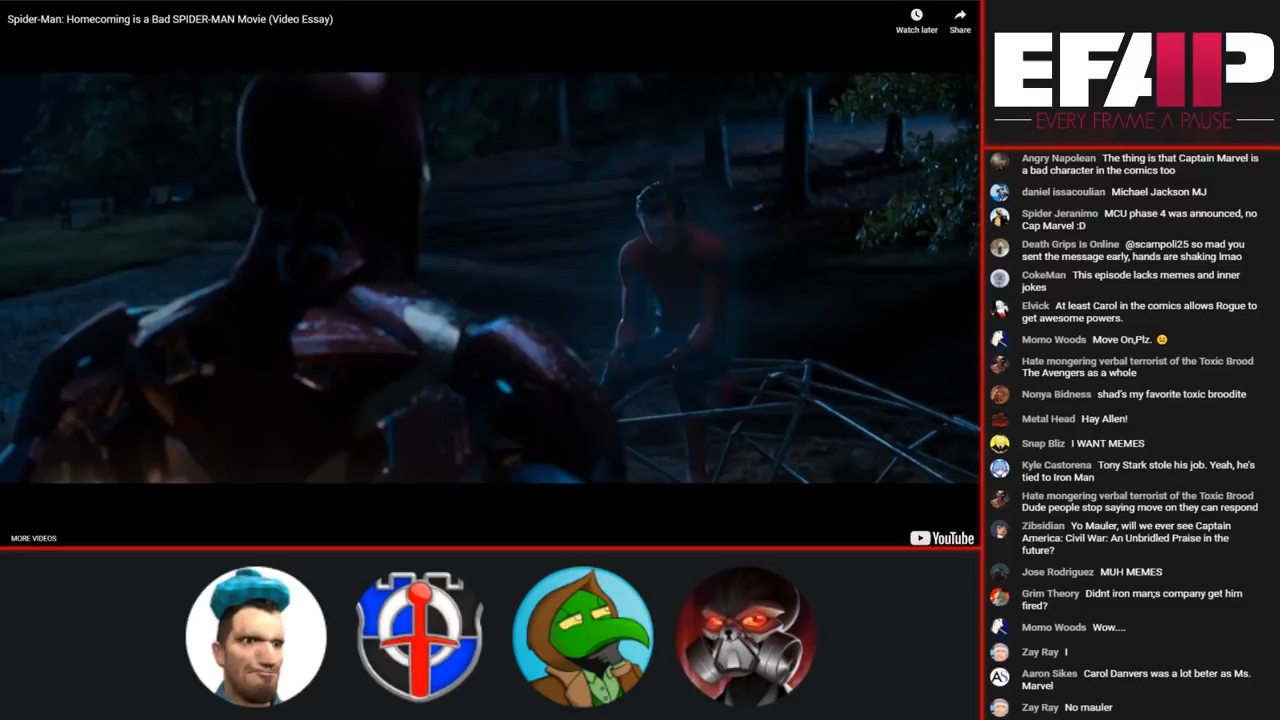 Spider-Man: Homecoming is a Bad SPIDER-MAN Movie (Video Essay)
Watch later
Share
MORE VIDEOS
YouTube
EFAP
EVERY FRAME A PAUSE
Angry Napolean The thing is that Captain Marvel is
a bad character in the comics too
daniel issacoulian Michael Jackson MJ
Spider Jeranimo MCU phase 4 was announced, no
Cap Marvel :D
Death Grips Is Online @scampoli25 so mad you
sent the message early, hands are shaking lmao
CokeMan This episode lacks memes and inner
jokes
Elvick At least Carol in the comics allows Rogue to
get awesome powers.
Momo Woods Move On,Plz. 😐
Hate mongering verbal terrorist of the Toxic Brood
The Avengers as a whole
Nonya Bidness shad's my favorite toxic broodite
Metal Head Hay Allen!
Snap Bliz I WANT MEMES
Kyle Castorena Tony Stark stole his job. Yeah, he's
tied to Iron Man
Hate mongering verbal terrorist of the Toxic Brood
Dude people stop saying move on they can respond
Zibsidian Yo Mauler, will we ever see Captain
America: Civil War: An Unbridled Praise in the
future?
Jose Rodriguez MUH MEMES
Grim Theory Didnt iron man;s company get him
fired?
Momo Woods Wow....
Zay Ray I
AS
Aaron Sikes Carol Danvers was a lot beter as Ms.
Marvel
Zay Ray No mauler